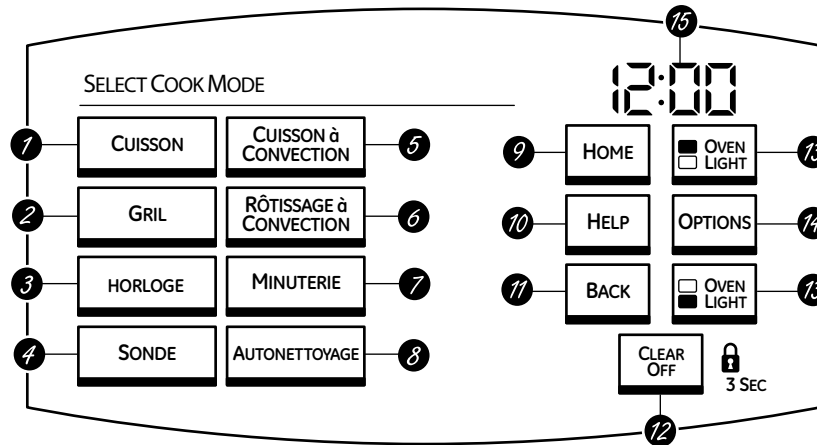 15
SELECT COOK MODE
12:00
1
CUISSON
CUISSON à
CONVECTION
5
9
HOME
OVEN
LIGHT
13
2
GRIL
RÔTISSAGE à
CONVECTION
6
10
HELP
OPTIONS
14
3
HORLOGE
MINUTERIE
7
11
BACK
OVEN
LIGHT
13
4
SONDE
AUTONETTOYAGE
8
CLEAR
OFF
3 SEC
12